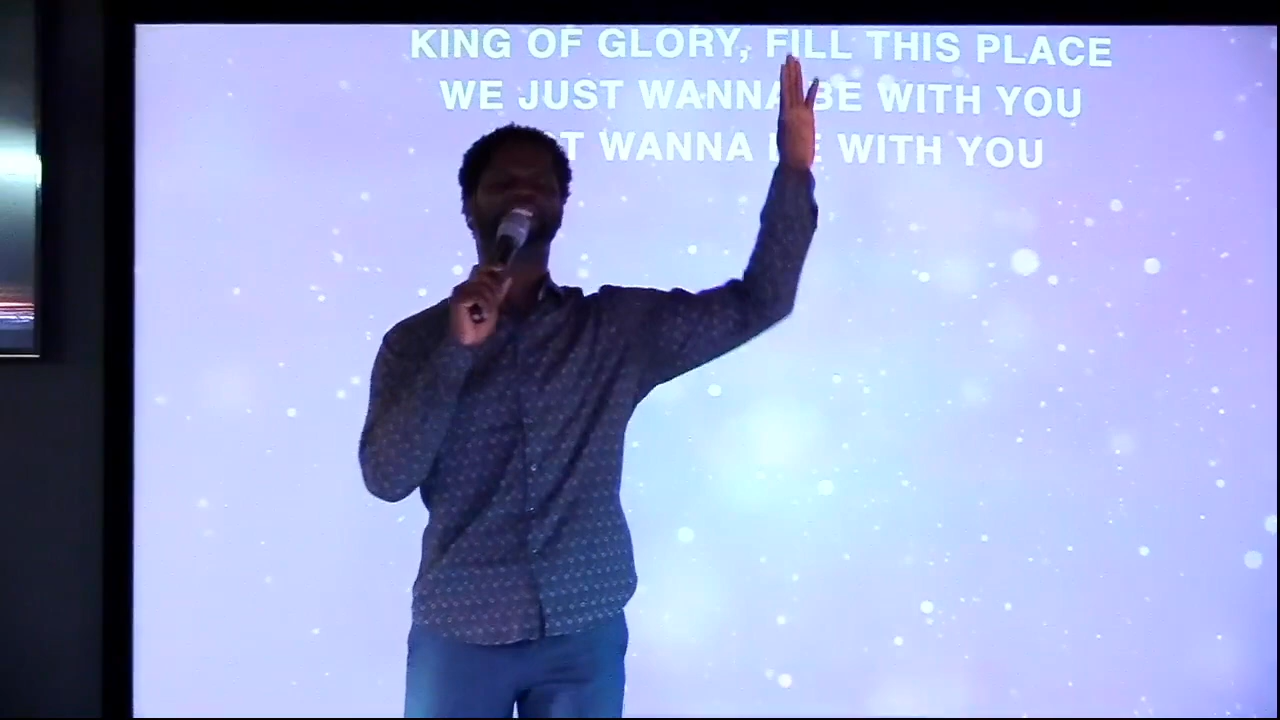 KING OF GLORY, FILL THIS PLACE
WE JUST WANNA BE WITH YOU
WANNA WITH YOU